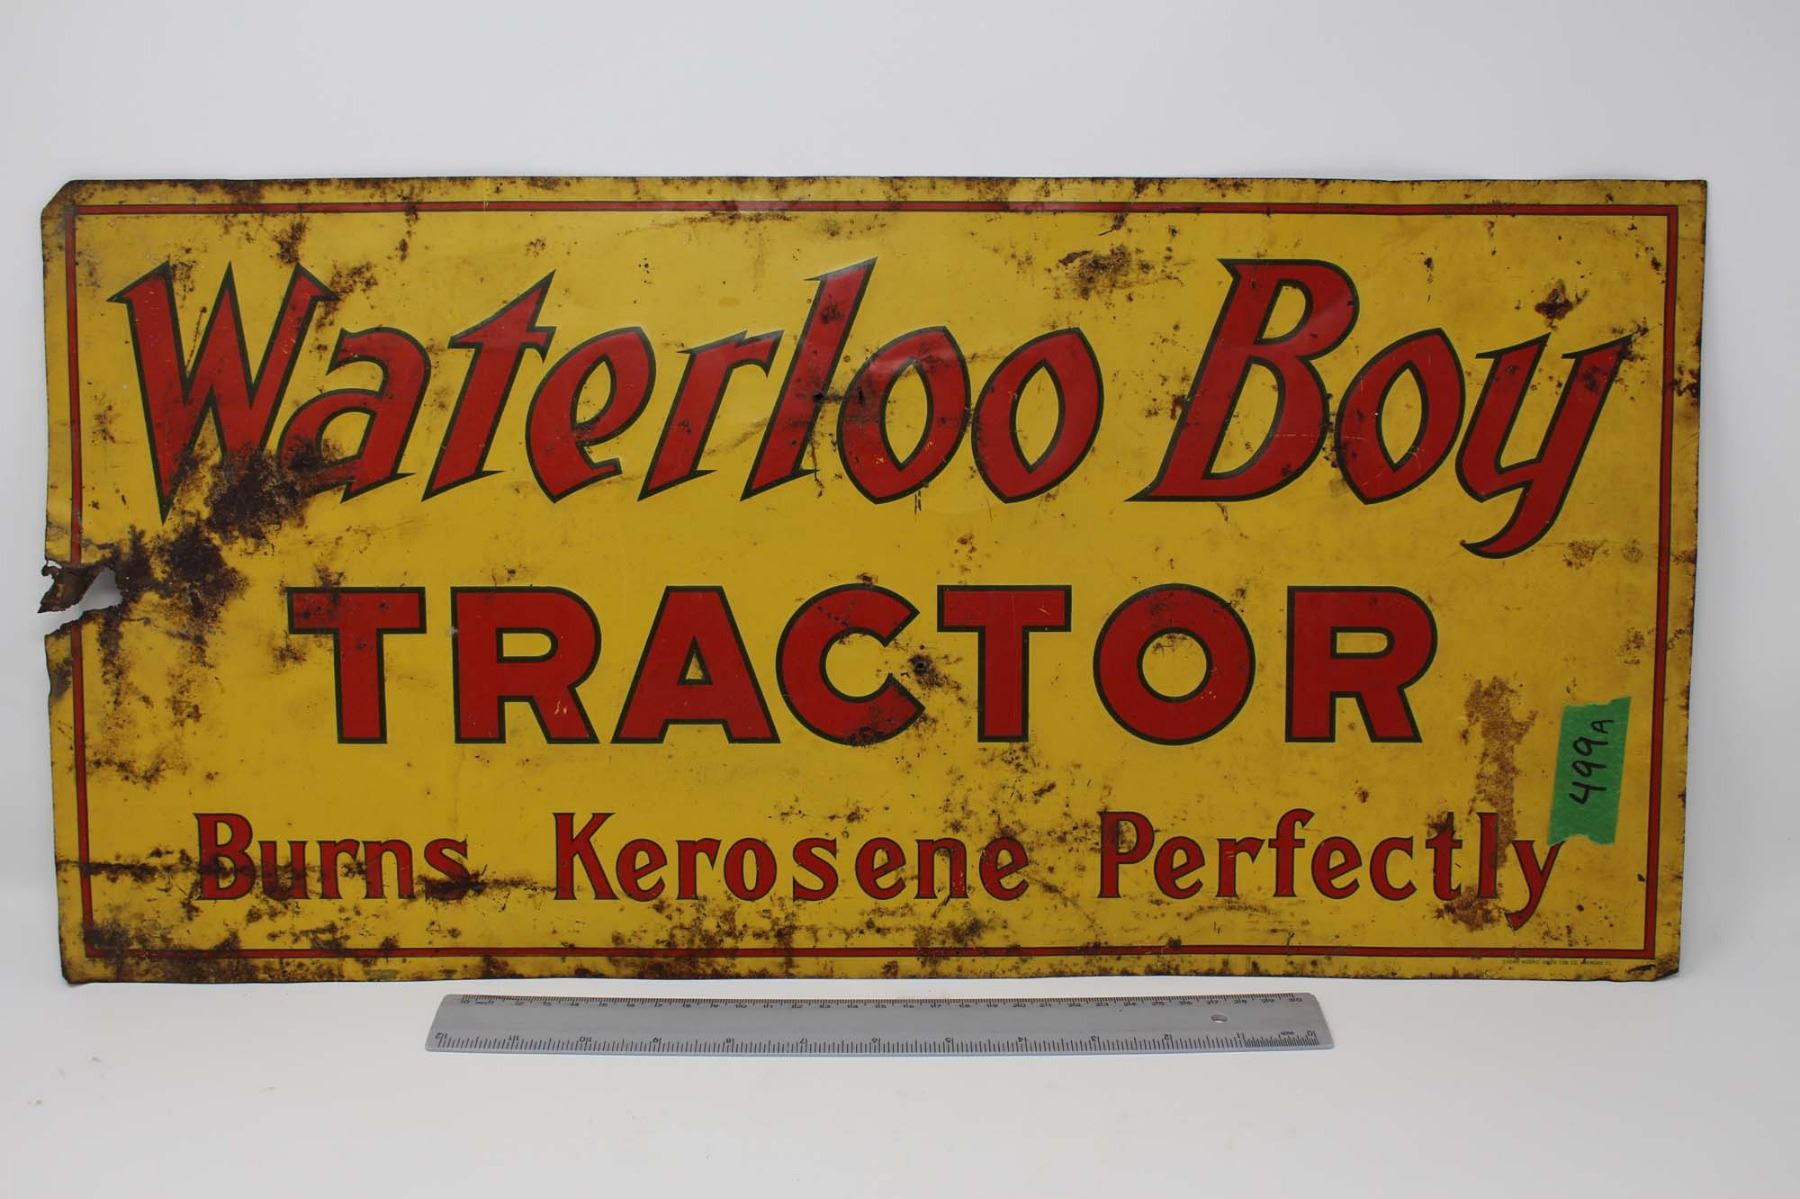 Waterloo Boy
TRACTOR
Burns Kerosene Perfectly
499A